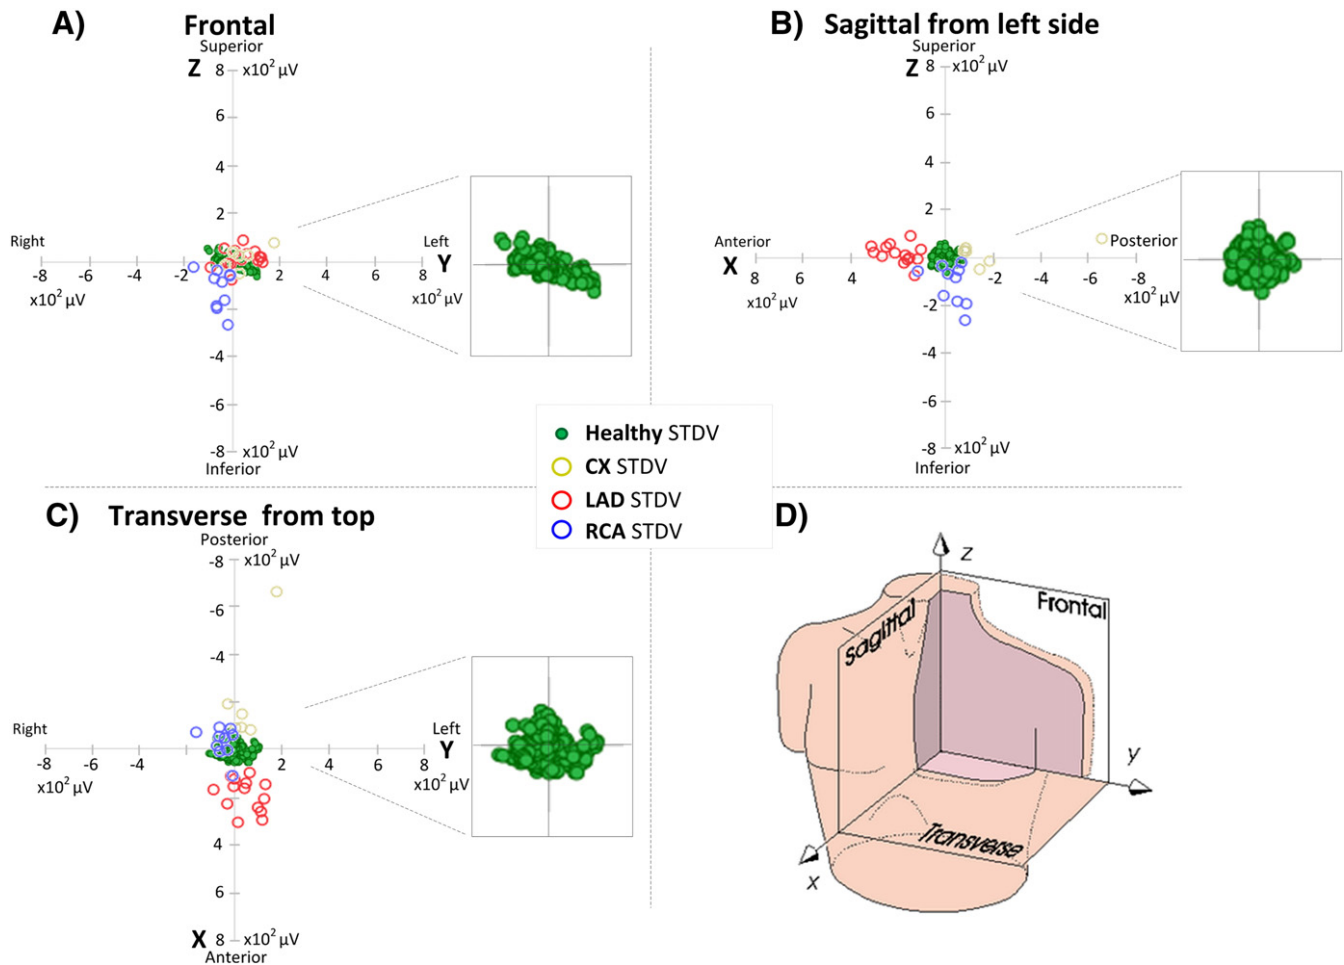 A) Frontal
Superior
Z 8 x10² µV
6
4
2
Right
Left
Y
-8 -6 -4 -2 2 4 6 8
x10² µV
x10² µV
-4
-6
-8 x10² µV
Inferior
B) Sagittal from left side
Superior
Z 8 x10² µV
6
4
2
Anterior
Posterior
X
8 6 4 -2 -4 -6 -8
x10² µV
x10² µV
-2
-4
-6
-8 x10² µV
Inferior
Healthy STDV
CX STDV
LAD STDV
RCA STDV
C) Transverse from top
Posterior
-8 x10² µV
-6
-4
Right
Left
Y
-8 -6 -4 2 4 6 8
x10² µV
x10² µV
4
6
X 8 x10² µV
Anterior
D)
z
Frontal
Sagittal
y
Transverse
x